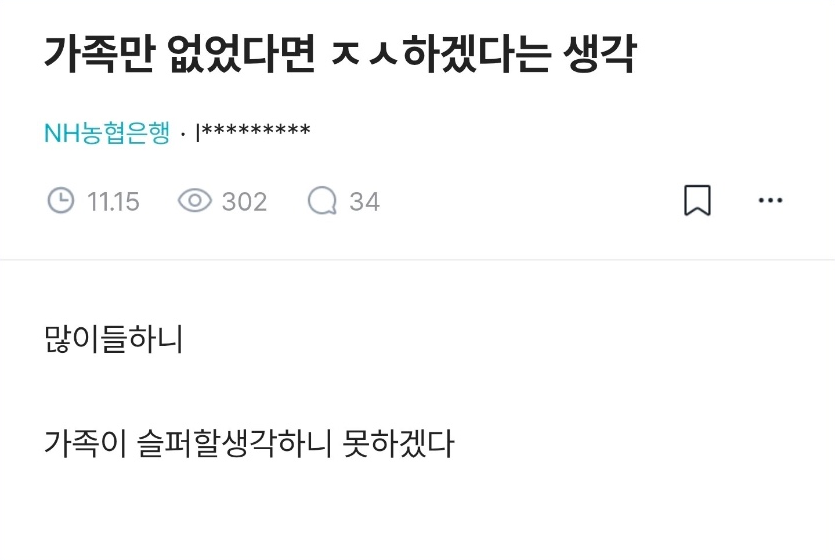 가족만 없었다면 ㅈㅅ하겠다는 생각
NH농협은행 · l*********
11.15 302 34
많이들하니
가족이 슬퍼할생각하니 못하겠다